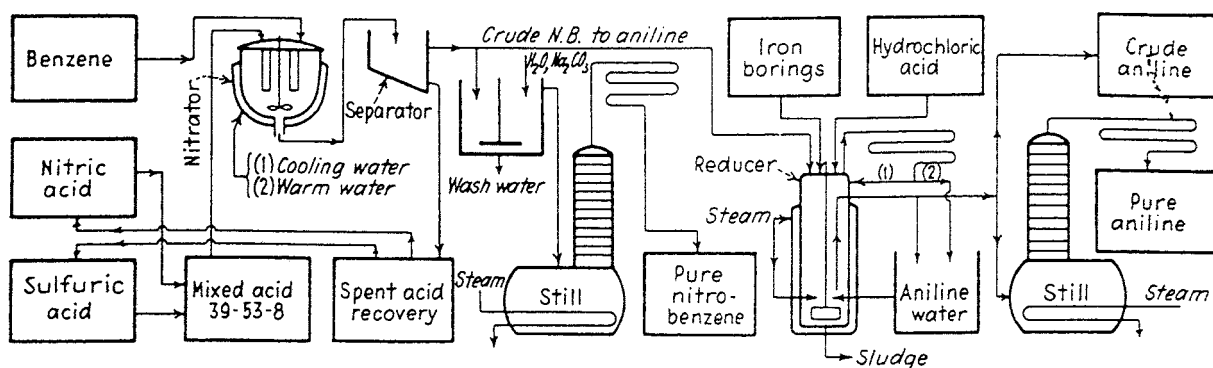 Benzene
Nitrator
(1) Cooling water
(2) Warm water
Nitric
acid
Sulfuric
acid
Mixed acid
39-53-8
Spent acid
recovery
Separator
Crude N.B. to aniline
H₂O, Na₂CO₃
Wash water
Steam
Still
Pure
nitro-
benzene
Iron
borings
Hydrochloric
acid
Reducer
Steam
(1)
(2)
Aniline
water
Sludge
Crude
aniline
Pure
aniline
Still
Steam